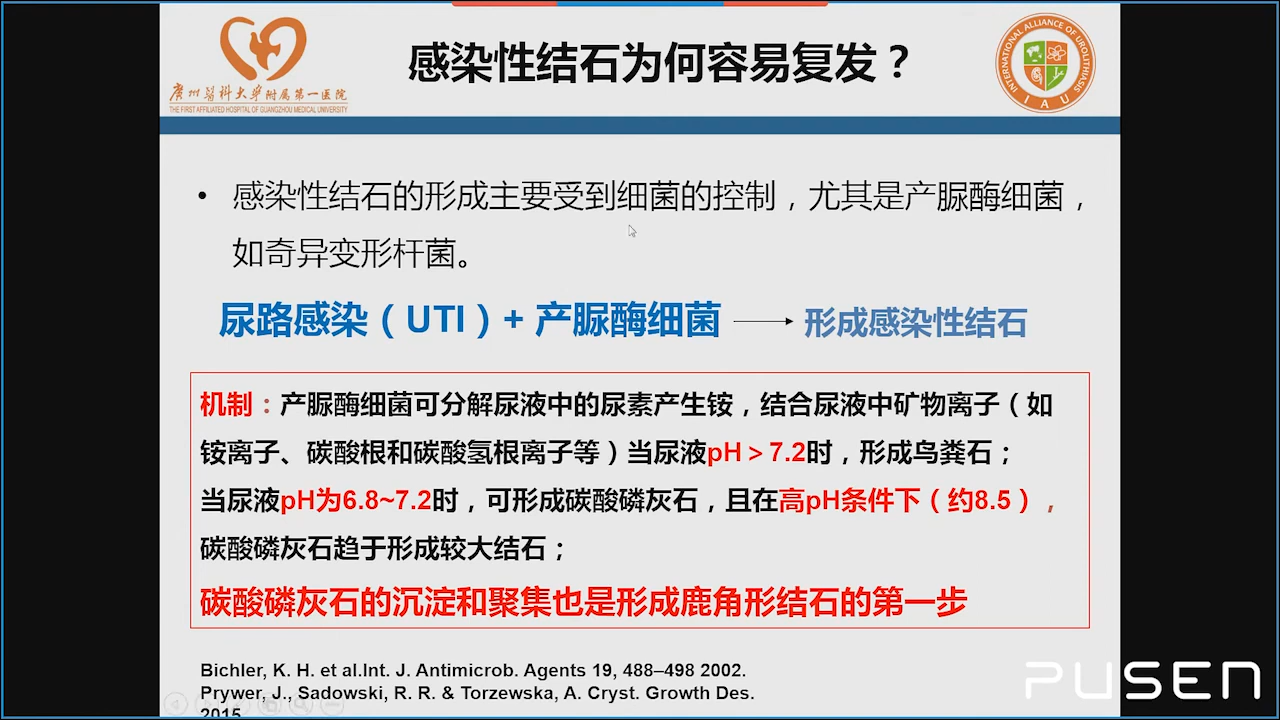 感染性结石为何容易复发？
广州医科大学附属第一医院
THE FIRST AFFILIATED HOSPITAL OF GUANGZHOU MEDICAL UNIVERSITY
INTERNATIONAL ALLIANCE OF UROLITHIASIS
IAU
• 感染性结石的形成主要受到细菌的控制，尤其是产脲酶细菌，
如奇异变形杆菌。
尿路感染（UTI）+ 产脲酶细菌
形成感染性结石
机制：产脲酶细菌可分解尿液中的尿素产生铵，结合尿液中矿物离子（如
铵离子、碳酸根和碳酸氢根离子等）当尿液pH＞7.2时，形成鸟粪石；
当尿液pH为6.8~7.2时，可形成碳酸磷灰石，且在高pH条件下（约8.5），
碳酸磷灰石趋于形成较大结石；
碳酸磷灰石的沉淀和聚集也是形成鹿角形结石的第一步
Bichler, K. H. et al.Int. J. Antimicrob. Agents 19, 488–498 2002.
Prywer, J., Sadowski, R. R. & Torzewska, A. Cryst. Growth Des.
2015
PUSEN